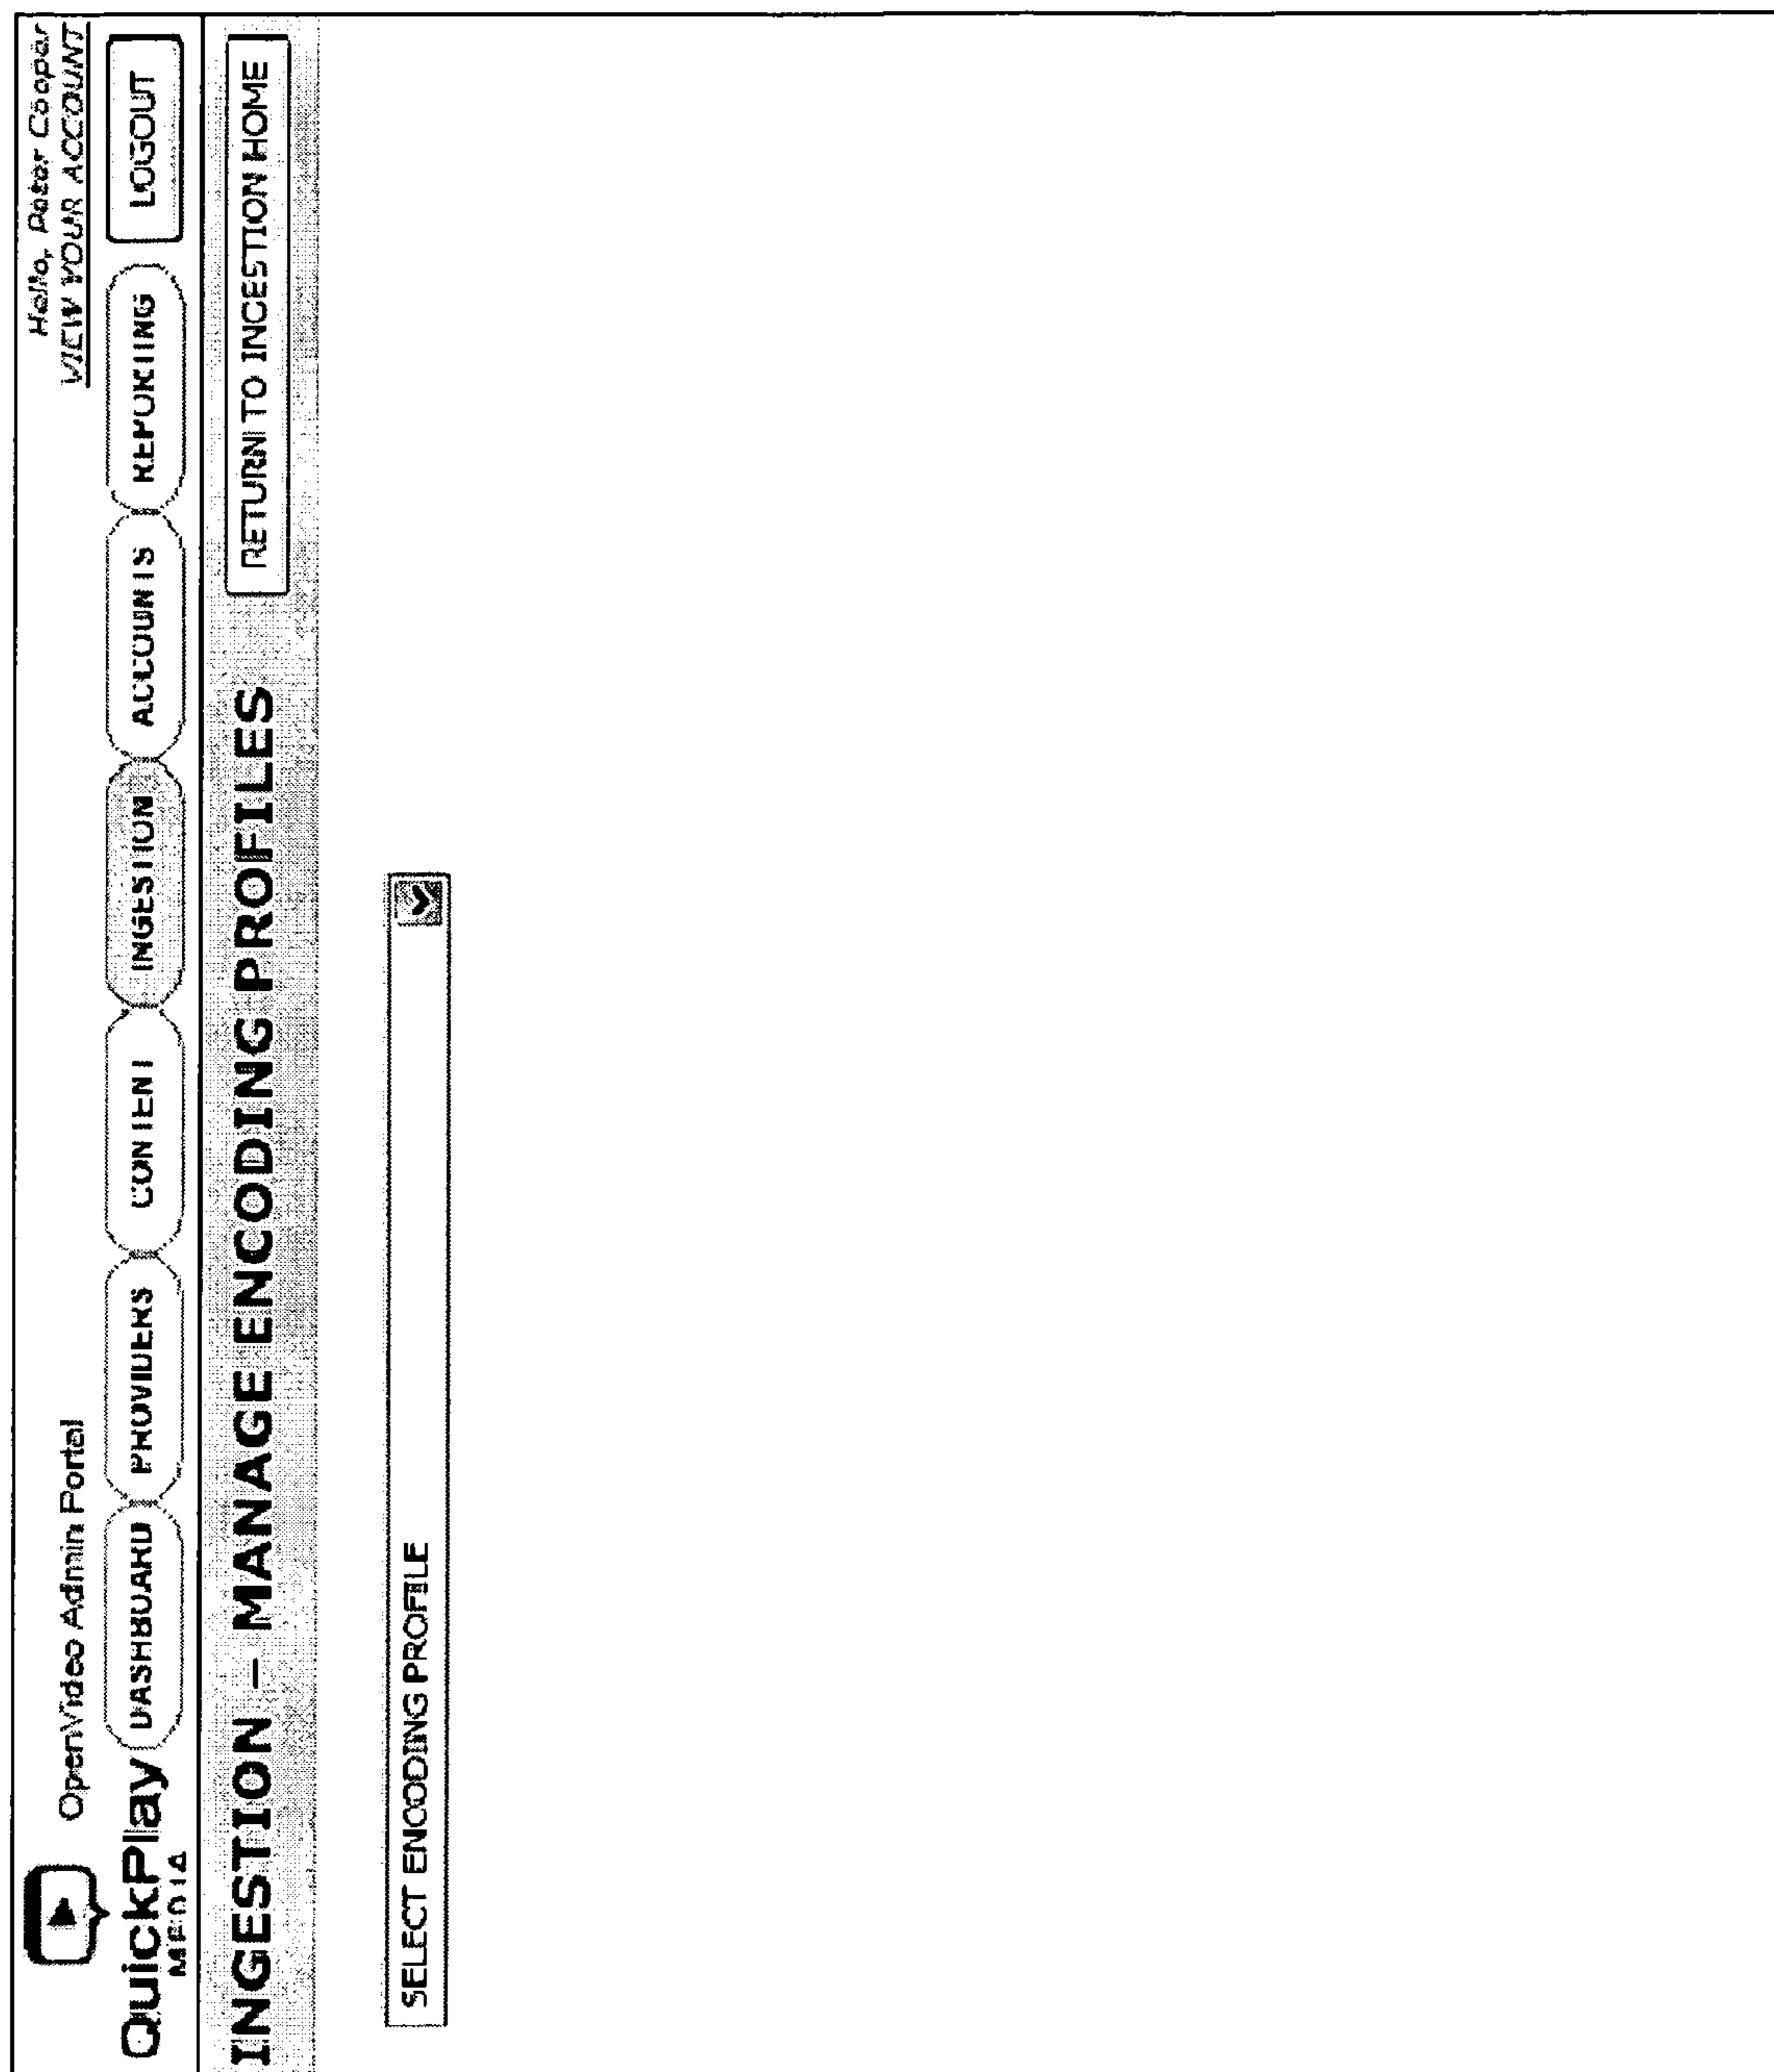 Hello, Peter Cooper
OpenVideo Admin Portal
VIEW YOUR ACCOUNT
QuickPlay
MEDIA
DASHBOARD
PROVIDERS
CONTENT
INGESTION
ACCOUNTS
REPORTING
LOGOUT
INGESTION – MANAGE ENCODING PROFILES
RETURN TO INGESTION HOME
SELECT ENCODING PROFILE